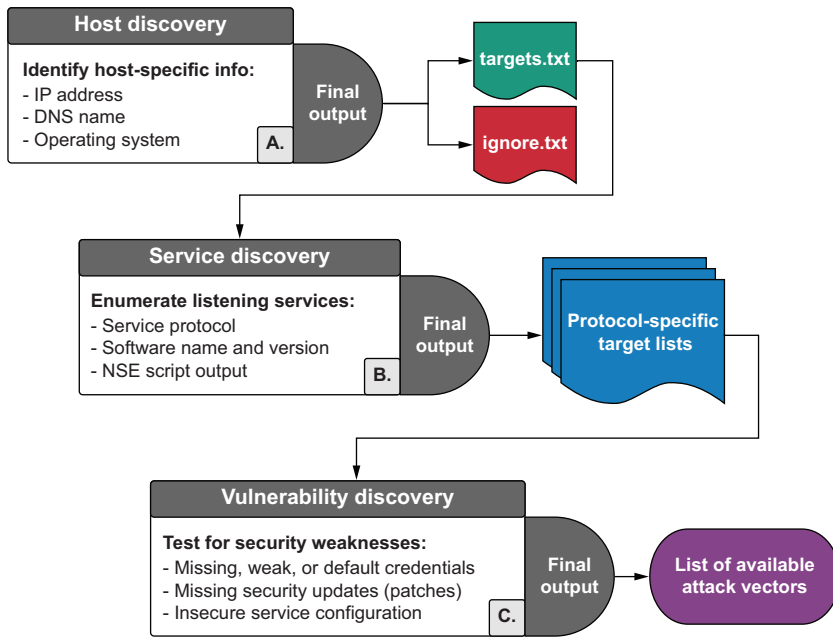 Host discovery
Identify host-specific info:
- IP address
- DNS name
- Operating system
A.
Final
output
targets.txt
ignore.txt
Service discovery
Enumerate listening services:
- Service protocol
- Software name and version
- NSE script output
B.
Final
output
Protocol-specific
target lists
Vulnerability discovery
Test for security weaknesses:
- Missing, weak, or default credentials
- Missing security updates (patches)
- Insecure service configuration
C.
Final
output
List of available
attack vectors